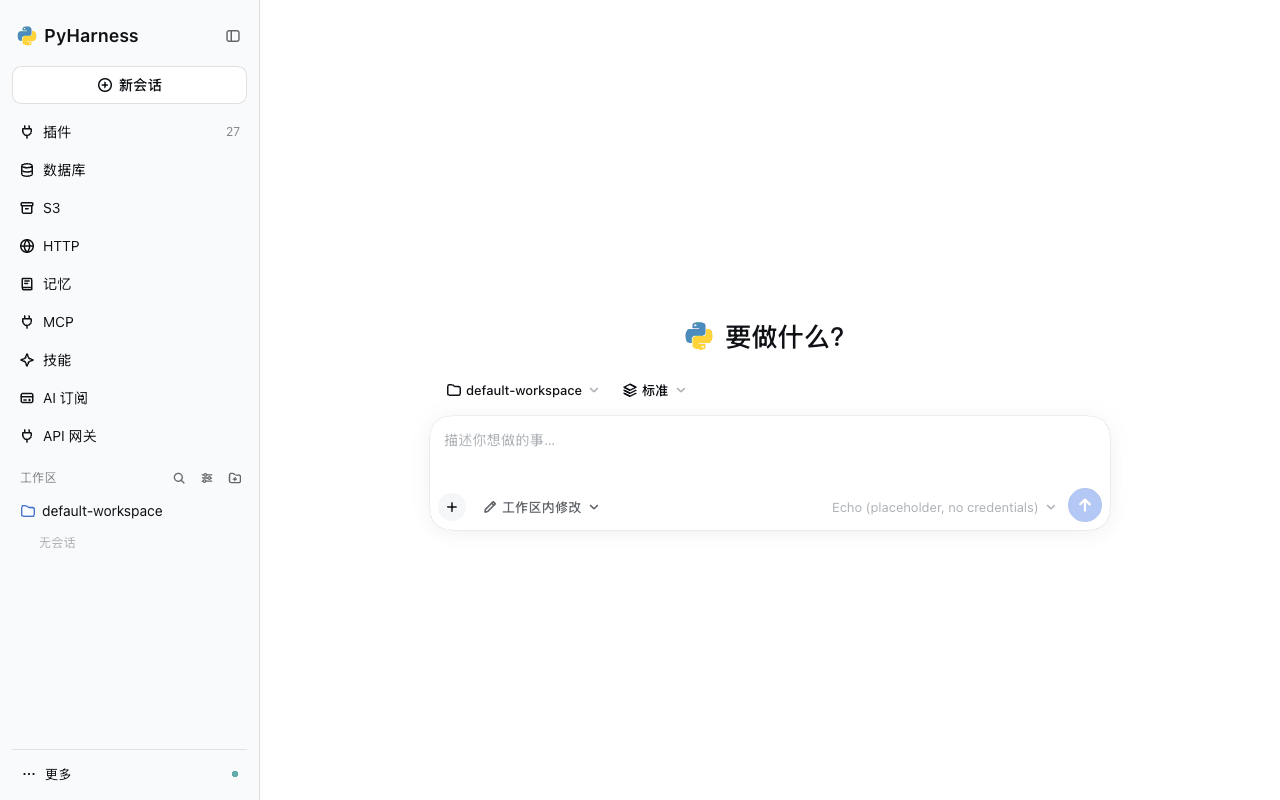 PyHarness
新会话
插件 27
数据库
S3
HTTP
记忆
MCP
技能
AI 订阅
API 网关
工作区
default-workspace
无会话
更多
要做什么?
default-workspace 标准
描述你想做的事…
工作区内修改 Echo (placeholder, no credentials)